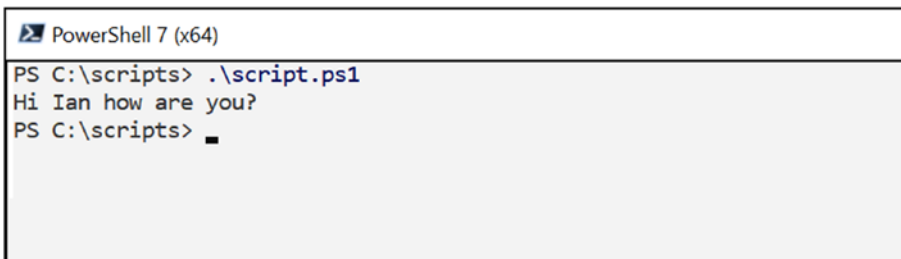 PowerShell 7 (x64)
PS C:\scripts> .\script.ps1
Hi Ian how are you?
PS C:\scripts>